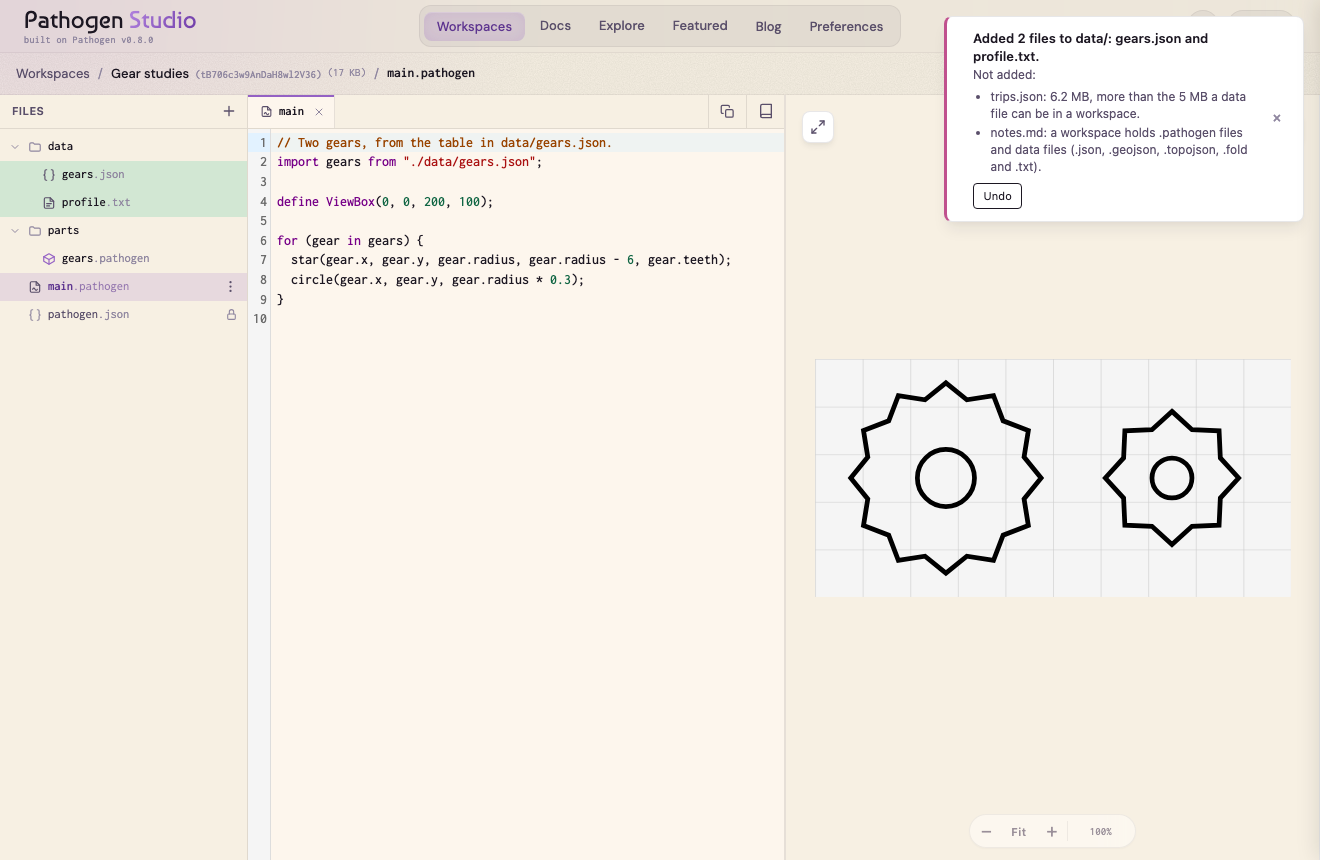 Pathogen Studio
built on Pathogen v0.8.0
Workspaces
Docs
Explore
Featured
Blog
Preferences
Added 2 files to data/: gears.json and
profile.txt.
Not added:
• trips.json: 6.2 MB, more than the 5 MB a data
file can be in a workspace.
• notes.md: a workspace holds .pathogen files
and data files (.json, .geojson, .topojson, .fold
and .txt).
Undo
Workspaces / Gear studies (tB706c3w9AnDaH8wl2V36) (17 KB) / main.pathogen
FILES
data
gears.json
profile.txt
parts
gears.pathogen
main.pathogen
pathogen.json
main
1 // Two gears, from the table in data/gears.json.
2 import gears from "./data/gears.json";
3
4 define ViewBox(0, 0, 200, 100);
5
6 for (gear in gears) {
7 star(gear.x, gear.y, gear.radius, gear.radius - 6, gear.teeth);
8 circle(gear.x, gear.y, gear.radius * 0.3);
9 }
10
Fit
100%